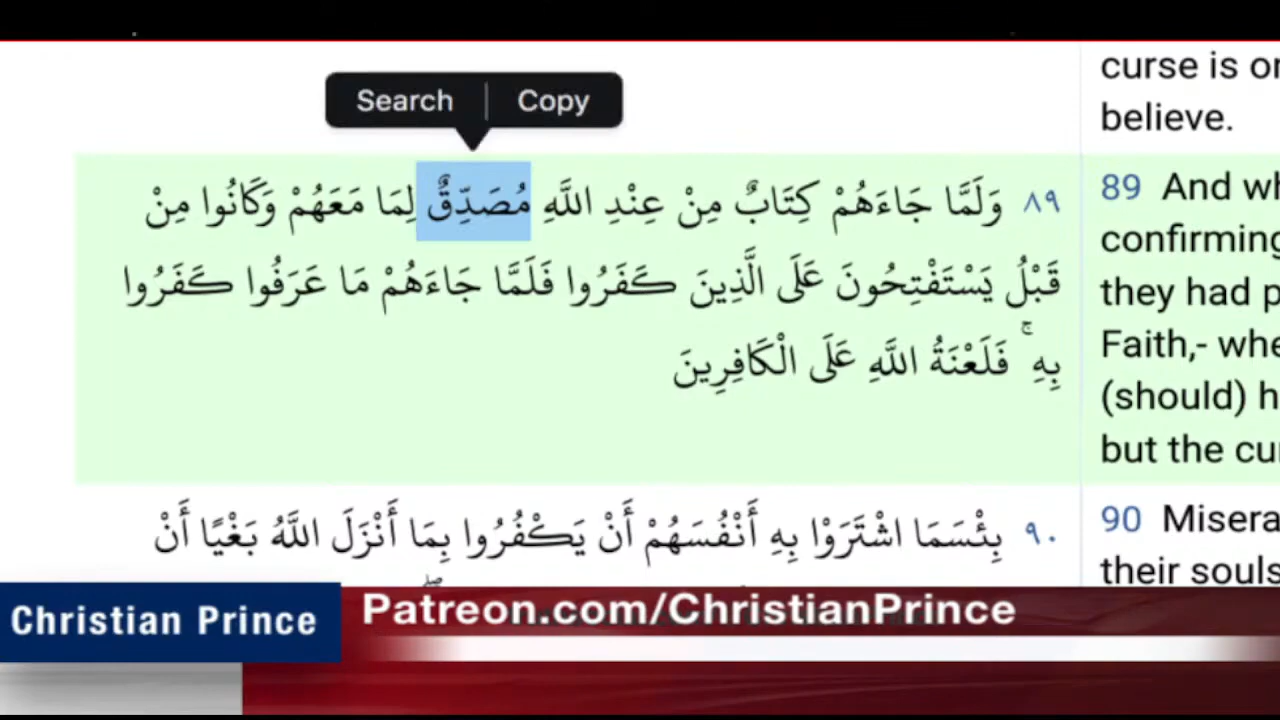 Search
Copy
curse is or
believe.
٨٩ وَلَمَّا جَاءَهُمْ كِتَابٌ مِنْ عِنْدِ اللَّهِ مُصَدِّقٌ لِمَا مَعَهُمْ وَكَانُوا مِنْ
قَبْلُ يَسْتَفْتِحُونَ عَلَى الَّذِينَ كَفَرُوا فَلَمَّا جَاءَهُمْ مَا عَرَفُوا كَفَرُوا
بِهِ ۚ فَلَعْنَةُ اللَّهِ عَلَى الْكَافِرِينَ
89 And wh
confirming
they had p
Faith,- whe
(should) h
but the cu
٩٠ بِئْسَمَا اشْتَرَوْا بِهِ أَنْفُسَهُمْ أَنْ يَكْفُرُوا بِمَا أَنْزَلَ اللَّهُ بَغْيًا أَنْ
90 Misera
their souls
Christian Prince
Patreon.com/ChristianPrince